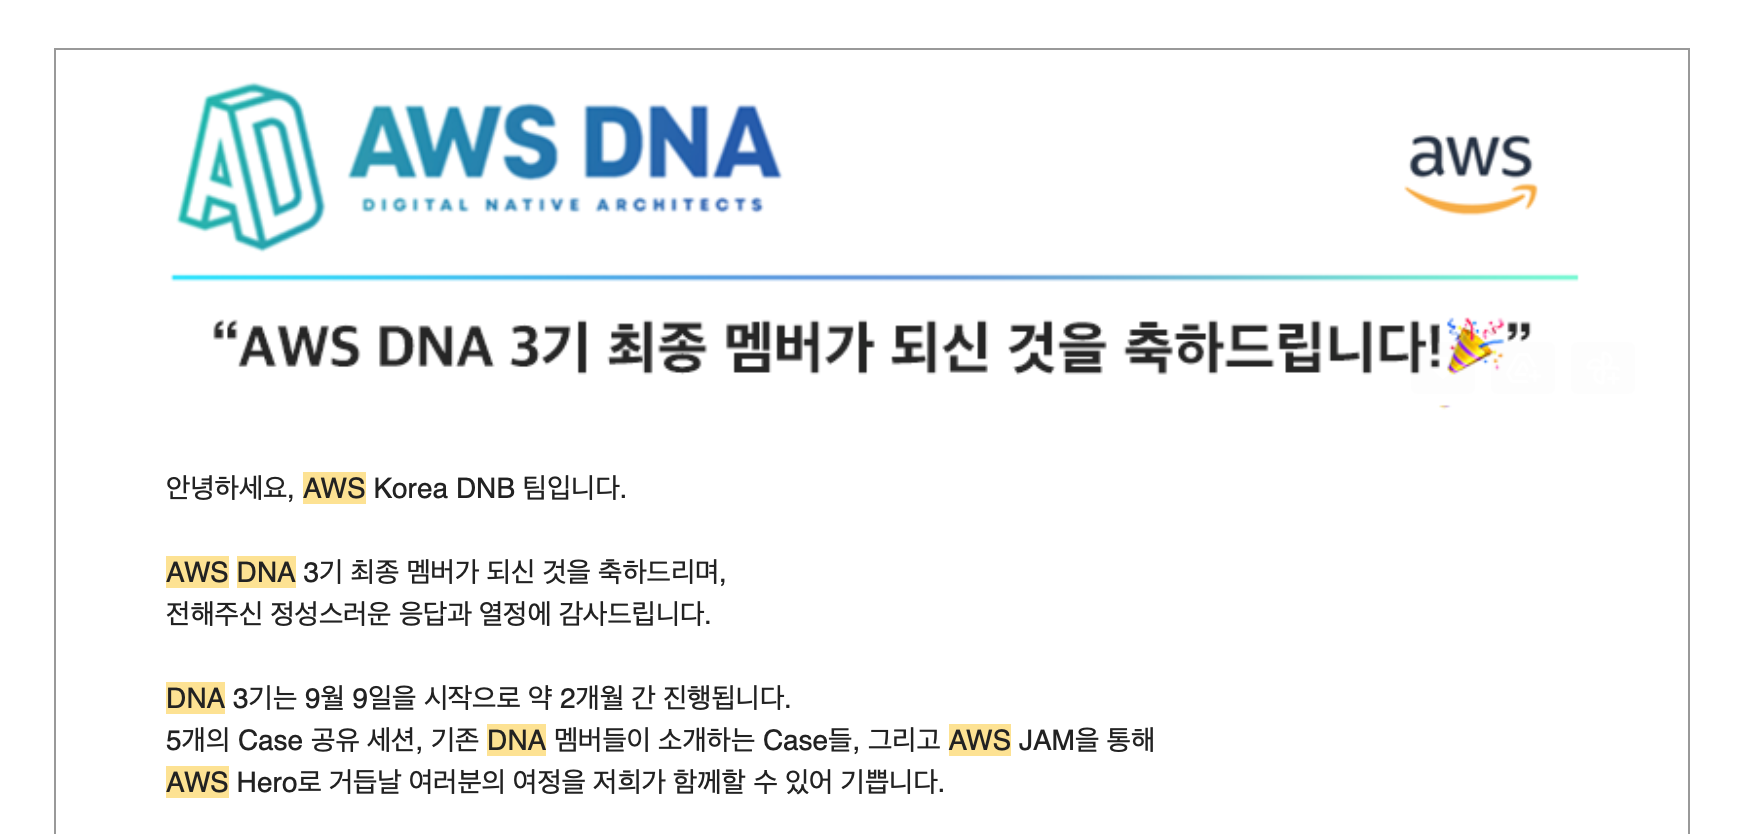 AWS DNA
DIGITAL NATIVE ARCHITECTS
aws
“AWS DNA 3기 최종 멤버가 되신 것을 축하드립니다!🎉”
안녕하세요, AWS Korea DNB 팀입니다.
AWS DNA 3기 최종 멤버가 되신 것을 축하드리며,
전해주신 정성스러운 응답과 열정에 감사드립니다.
DNA 3기는 9월 9일을 시작으로 약 2개월 간 진행됩니다.
5개의 Case 공유 세션, 기존 DNA 멤버들이 소개하는 Case들, 그리고 AWS JAM을 통해
AWS Hero로 거듭날 여러분의 여정을 저희가 함께할 수 있어 기쁩니다.